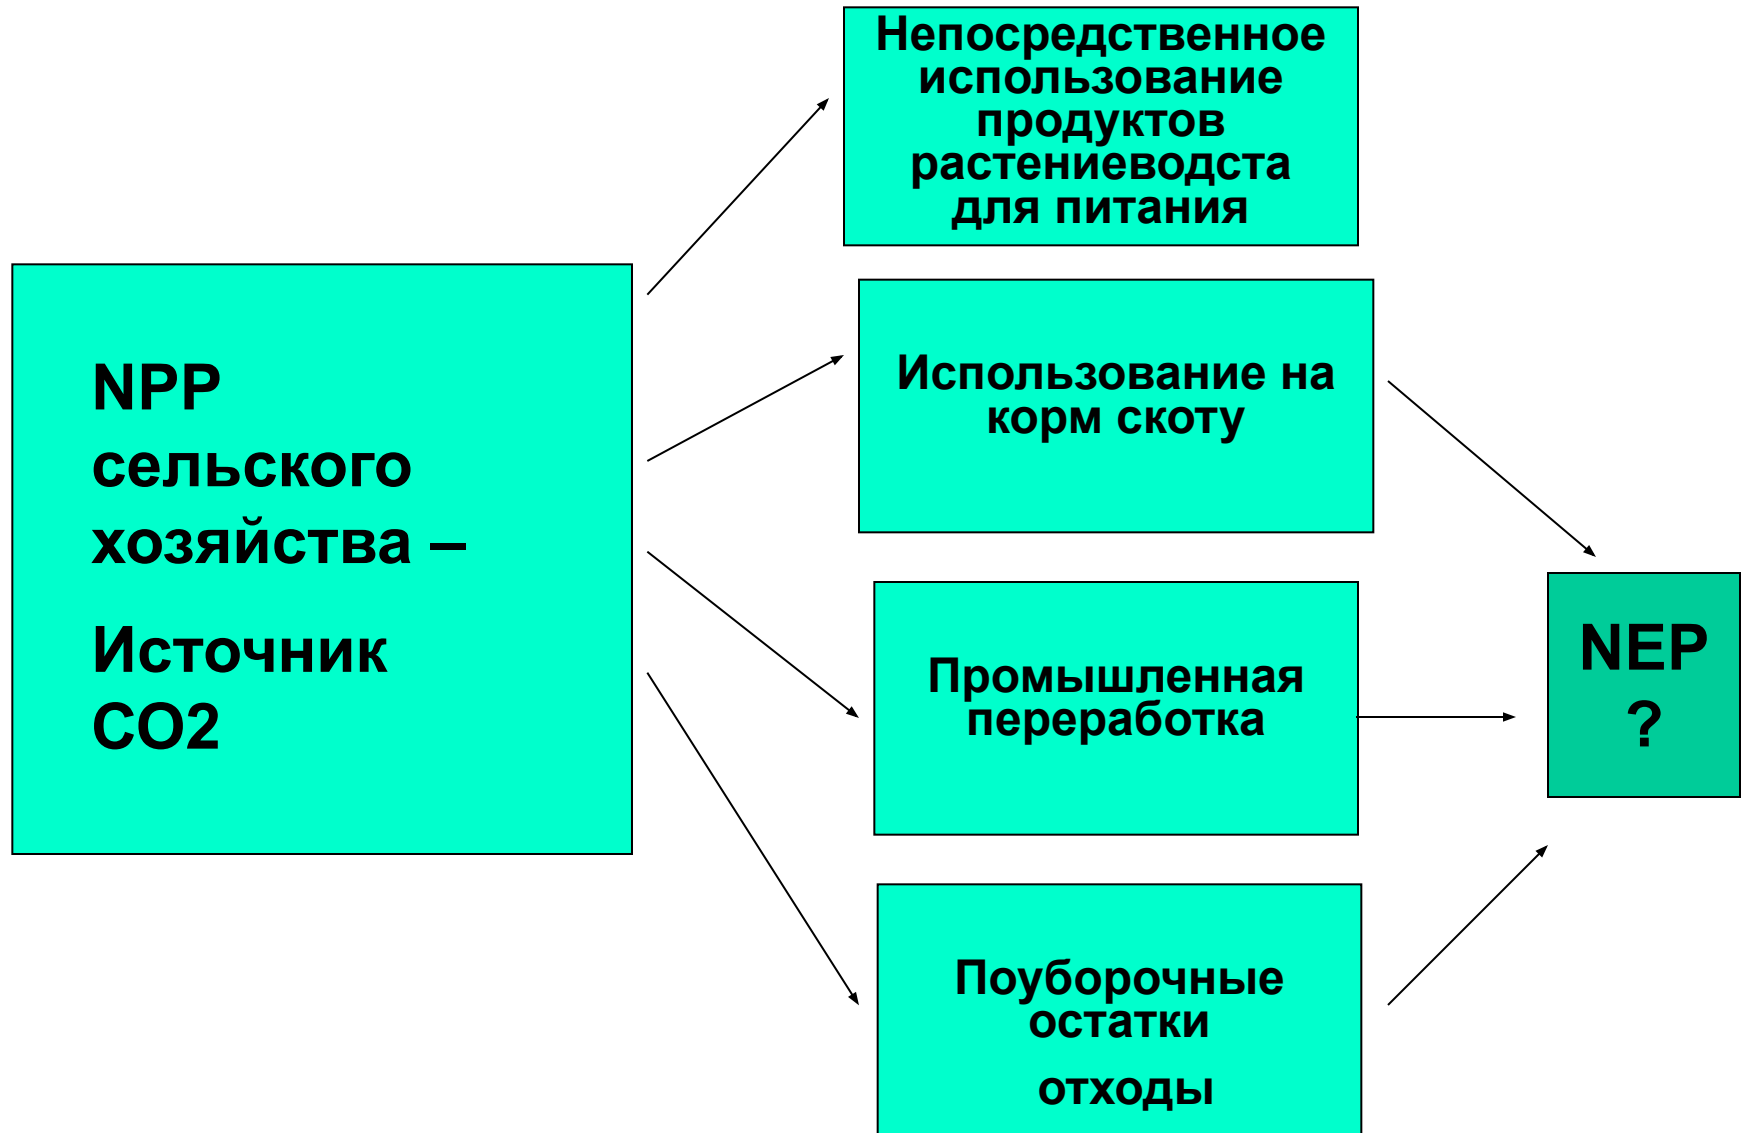 Непосредственное
использование
продуктов
растениеводста
для питания
NPP
сельского
хозяйства –
Источник
CO2
Использование на
корм скоту
Промышленная
переработка
NEP
?
Поуборочные
остатки
отходы